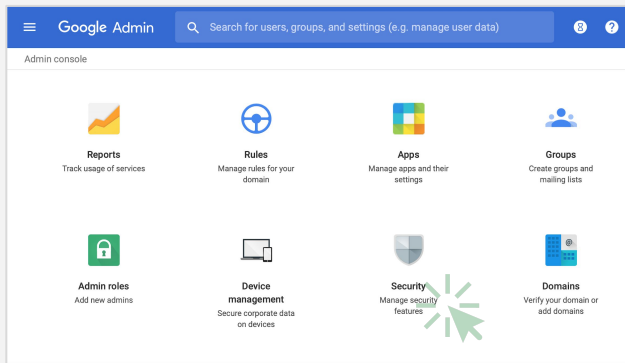 Google Admin
Search for users, groups, and settings (e.g. manage user data)
Admin console
Reports
Track usage of services
Rules
Manage rules for your
domain
Apps
Manage apps and their
settings
Groups
Create groups and
mailing lists
Admin roles
Add new admins
Device
management
Secure corporate data
on devices
Security
Manage security
features
Domains
Verify your domain or
add domains